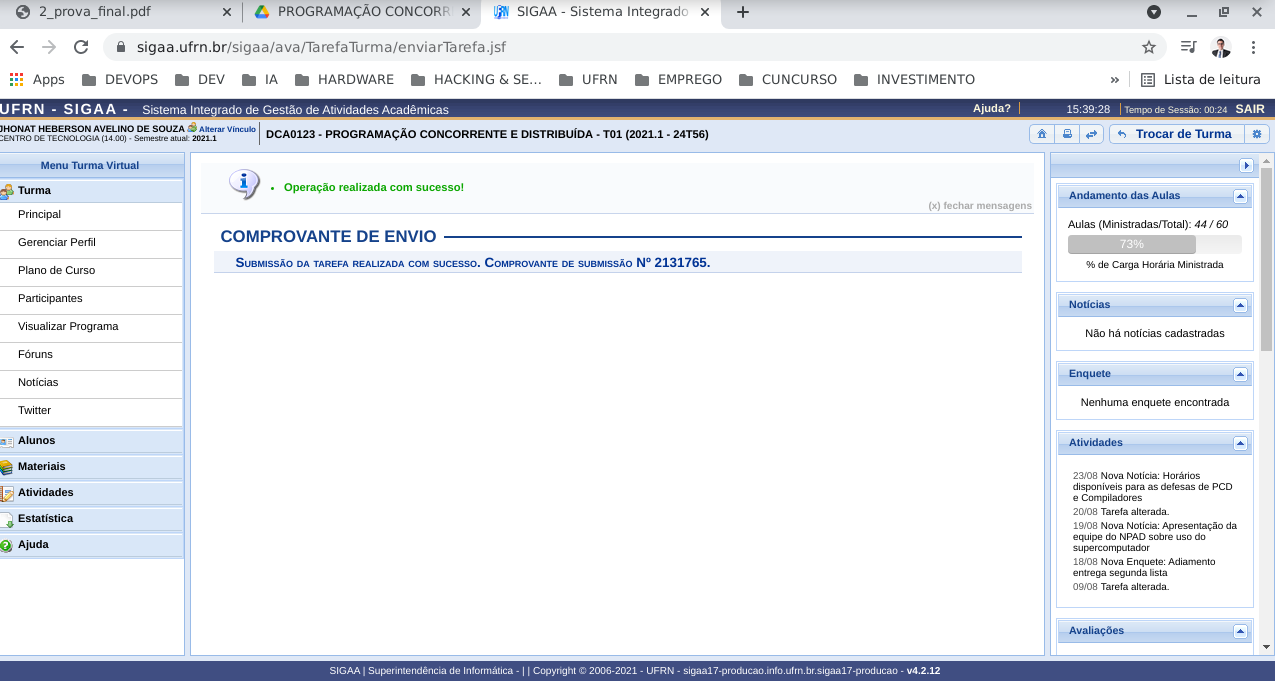 2_prova_final.pdf
PROGRAMAÇÃO CONCORR
SIGAA - Sistema Integrado
sigaa.ufrn.br/sigaa/ava/TarefaTurma/enviarTarefa.jsf
Apps DEVOPS DEV IA HARDWARE HACKING & SE... UFRN EMPREGO CUNCURSO INVESTIMENTO » Lista de leitura
UFRN - SIGAA - Sistema Integrado de Gestão de Atividades Acadêmicas Ajuda? 15:39:28 Tempo de Sessão: 00:24 SAIR
JHONAT HEBERSON AVELINO DE SOUZA Alterar Vínculo
CENTRO DE TECNOLOGIA (14.00) - Semestre atual: 2021.1
DCA0123 - PROGRAMAÇÃO CONCORRENTE E DISTRIBUÍDA - T01 (2021.1 - 24T56)
Trocar de Turma
Menu Turma Virtual
Turma
Principal
Gerenciar Perfil
Plano de Curso
Participantes
Visualizar Programa
Fóruns
Notícias
Twitter
Alunos
Materiais
Atividades
Estatística
Ajuda
Operação realizada com sucesso!
(x) fechar mensagens
COMPROVANTE DE ENVIO
Submissão da tarefa realizada com sucesso. Comprovante de submissão Nº 2131765.
Andamento das Aulas
Aulas (Ministradas/Total): 44 / 60
73%
% de Carga Horária Ministrada
Notícias
Não há notícias cadastradas
Enquete
Nenhuma enquete encontrada
Atividades
23/08 Nova Notícia: Horários
disponíveis para as defesas de PCD
e Compiladores
20/08 Tarefa alterada.
19/08 Nova Notícia: Apresentação da
equipe do NPAD sobre uso do
supercomputador
18/08 Nova Enquete: Adiamento
entrega segunda lista
09/08 Tarefa alterada.
Avaliações
SIGAA | Superintendência de Informática - | | Copyright © 2006-2021 - UFRN - sigaa17-producao.info.ufrn.br.sigaa17-producao - v4.2.12